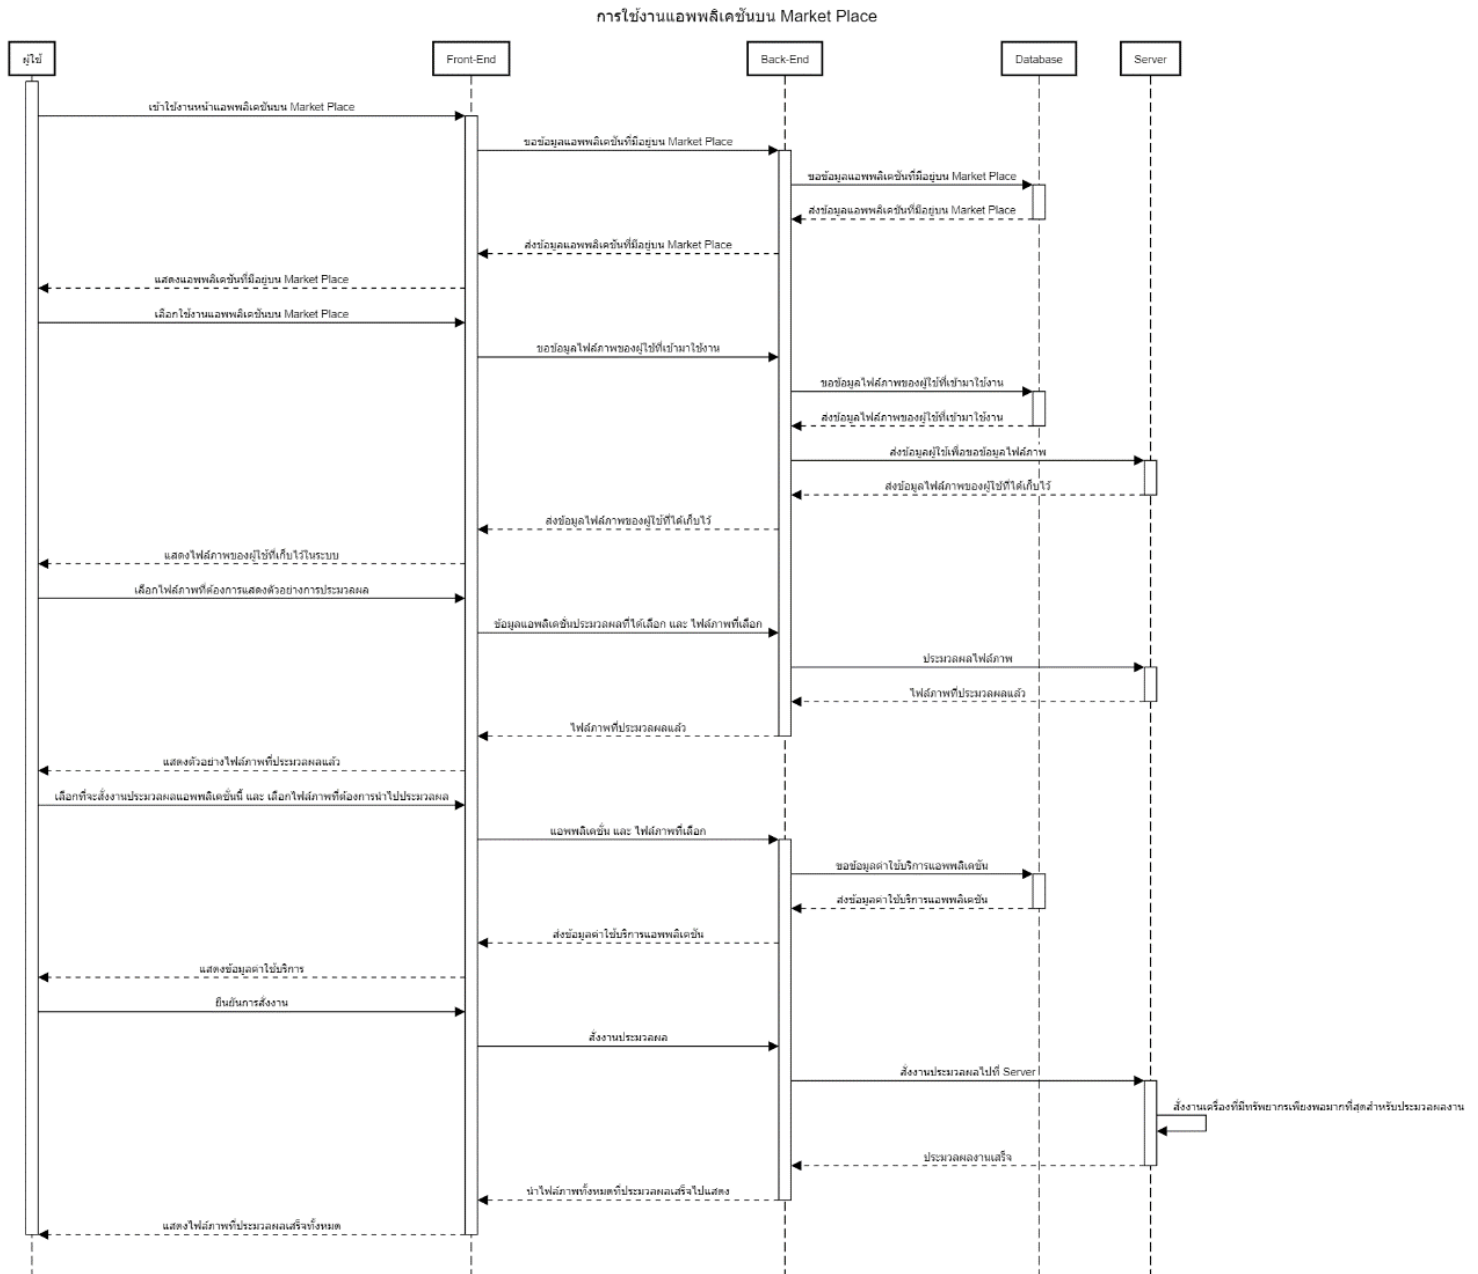 การใช้งานแอพพลิเคชันบน Market Place
ผู้ใช้
Front-End
Back-End
Database
Server
เข้าใช้งานหน้าแอพพลิเคชันบน Market Place
ขอข้อมูลแอพพลิเคชันที่มีอยู่บน Market Place
ขอข้อมูลแอพพลิเคชันที่มีอยู่บน Market Place
ส่งข้อมูลแอพพลิเคชันที่มีอยู่บน Market Place
ส่งข้อมูลแอพพลิเคชันที่มีอยู่บน Market Place
แสดงแอพพลิเคชันที่มีอยู่บน Market Place
เลือกใช้งานแอพพลิเคชันบน Market Place
ขอข้อมูลไฟล์ภาพของผู้ใช้ที่เข้ามาใช้งาน
ขอข้อมูลไฟล์ภาพของผู้ใช้ที่เข้ามาใช้งาน
ส่งข้อมูลไฟล์ภาพของผู้ใช้ที่เข้ามาใช้งาน
ส่งข้อมูลผู้ใช้เพื่อขอข้อมูลไฟล์ภาพ
ส่งข้อมูลไฟล์ภาพของผู้ใช้ที่ได้เก็บไว้
ส่งข้อมูลไฟล์ภาพของผู้ใช้ที่ได้เก็บไว้
แสดงไฟล์ภาพของผู้ใช้ที่เก็บไว้ในระบบ
เลือกไฟล์ภาพที่ต้องการแสดงตัวอย่างการประมวลผล
ข้อมูลแอพลิเคชั่นประมวลผลที่ได้เลือก และ ไฟล์ภาพที่เลือก
ประมวลผลไฟล์ภาพ
ไฟล์ภาพที่ประมวลผลแล้ว
ไฟล์ภาพที่ประมวลผลแล้ว
แสดงตัวอย่างไฟล์ภาพที่ประมวลผลแล้ว
เลือกที่จะสั่งงานประมวลผลแอพพลิเคชั่นนี้ และ เลือกไฟล์ภาพที่ต้องการนำไปประมวลผล
แอพพลิเคชั่น และ ไฟล์ภาพที่เลือก
ขอข้อมูลค่าใช้บริการแอพพลิเคชัน
ส่งข้อมูลค่าใช้บริการแอพพลิเคชัน
ส่งข้อมูลค่าใช้บริการแอพพลิเคชัน
แสดงข้อมูลค่าใช้บริการ
ยืนยันการสั่งงาน
สั่งงานประมวลผล
สั่งงานประมวลผลไปที่ Server
สั่งงานเครื่องที่มีทรัพยากรเพียงพอมากที่สุดสำหรับประมวลผลงาน
ประมวลผลงานเสร็จ
นำไฟล์ภาพทั้งหมดที่ประมวลผลเสร็จไปแสดง
แสดงไฟล์ภาพที่ประมวลผลเสร็จทั้งหมด